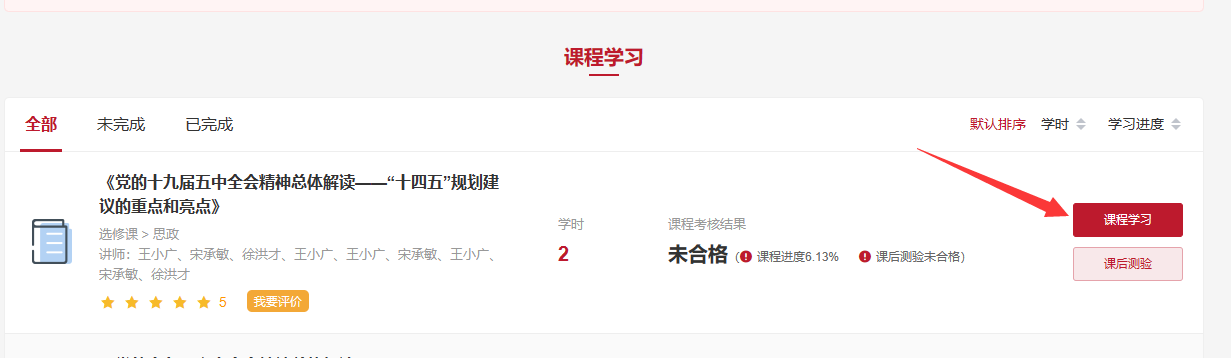 课程学习
全部 未完成 已完成 默认排序 学时 学习进度
《党的十九届五中全会精神总体解读——“十四五”规划建
议的重点和亮点》
选修课 > 思政
讲师：王小广、宋承敏、徐洪才、王小广、王小广、宋承敏、王小广、
宋承敏、徐洪才
5 我要评价
学时
2
课程考核结果
未合格 (课程进度6.13% 课后测验未合格)
课程学习
课后测验